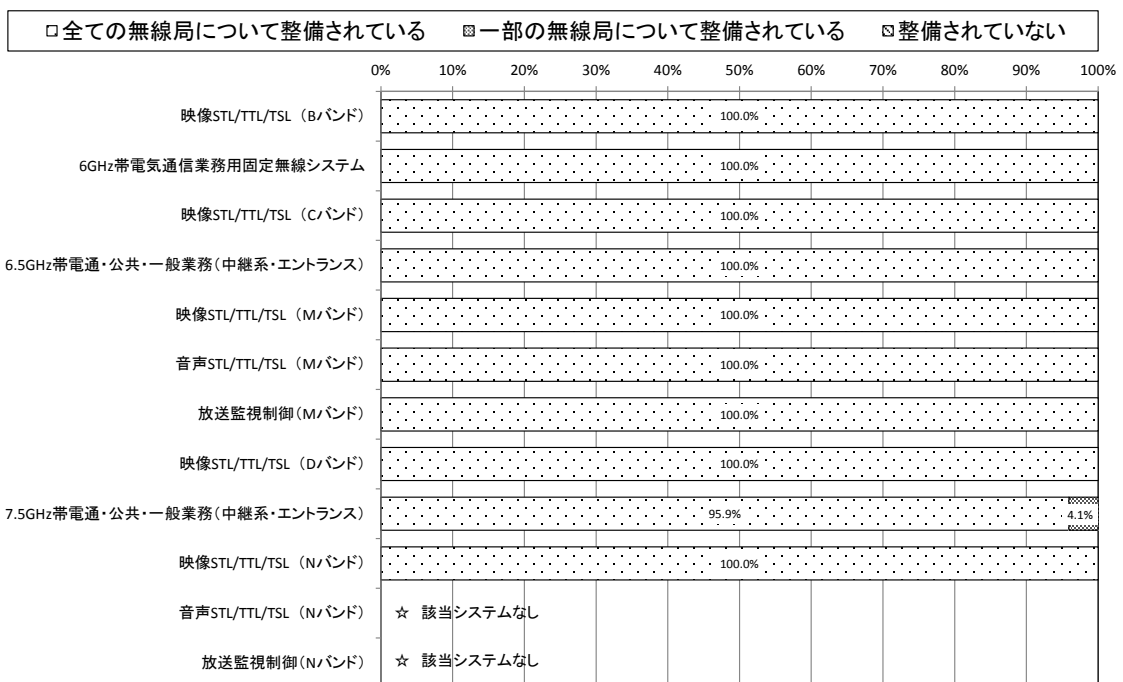 全ての無線局について整備されている 一部の無線局について整備されている 整備されていない
0% 10% 20% 30% 40% 50% 60% 70% 80% 90% 100%
映像STL/TTL/TSL（Bバンド） 100.0%
6GHz帯電気通信業務用固定無線システム 100.0%
映像STL/TTL/TSL（Cバンド） 100.0%
6.5GHz帯電通・公共・一般業務（中継系・エントランス） 100.0%
映像STL/TTL/TSL（Mバンド） 100.0%
音声STL/TTL/TSL（Mバンド） 100.0%
放送監視制御（Mバンド） 100.0%
映像STL/TTL/TSL（Dバンド） 100.0%
7.5GHz帯電通・公共・一般業務（中継系・エントランス） 95.9% 4.1%
映像STL/TTL/TSL（Nバンド） 100.0%
音声STL/TTL/TSL（Nバンド） ☆ 該当システムなし
放送監視制御（Nバンド） ☆ 該当システムなし